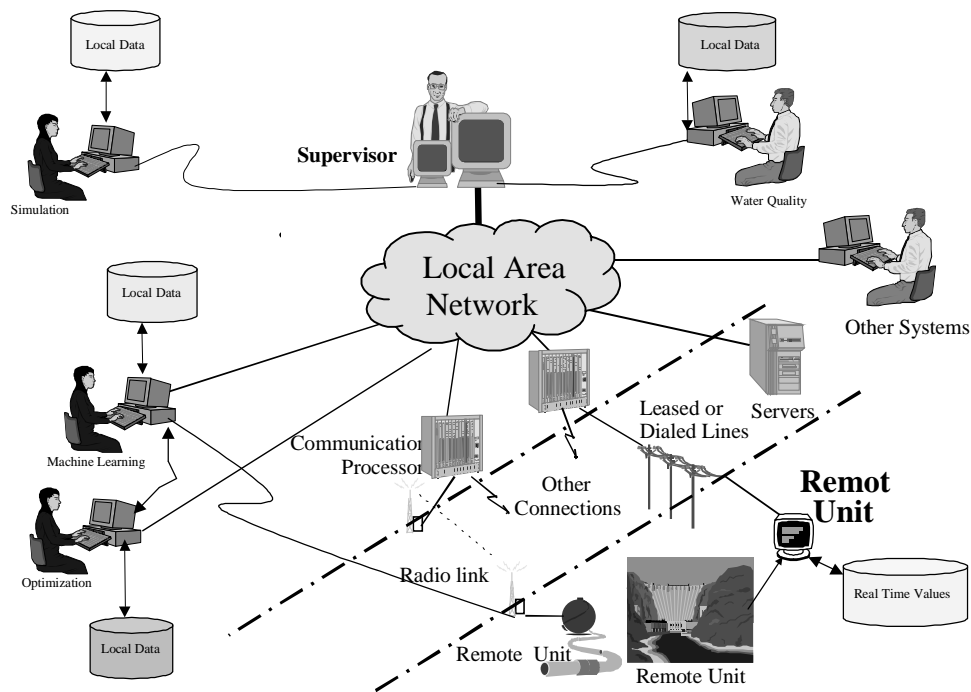 Local Data
Local Data
Supervisor
Simulation
Water Quality
Local Area
Network
Local Data
Other Systems
Machine Learning
Communication
Processor
Leased or
Dialed Lines
Servers
Other
Connections
Remot
Unit
Optimization
Radio link
Real Time Values
Local Data
Remote Unit
Remote Unit